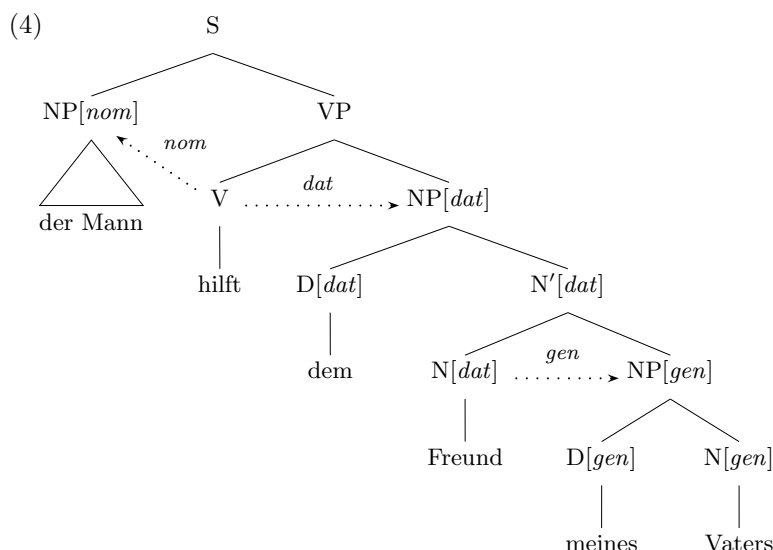 (4) S
NP[nom] VP
nom
V dat NP[dat]
der Mann
hilft D[dat] N′[dat]
dem N[dat] gen NP[gen]
Freund D[gen] N[gen]
meines Vaters